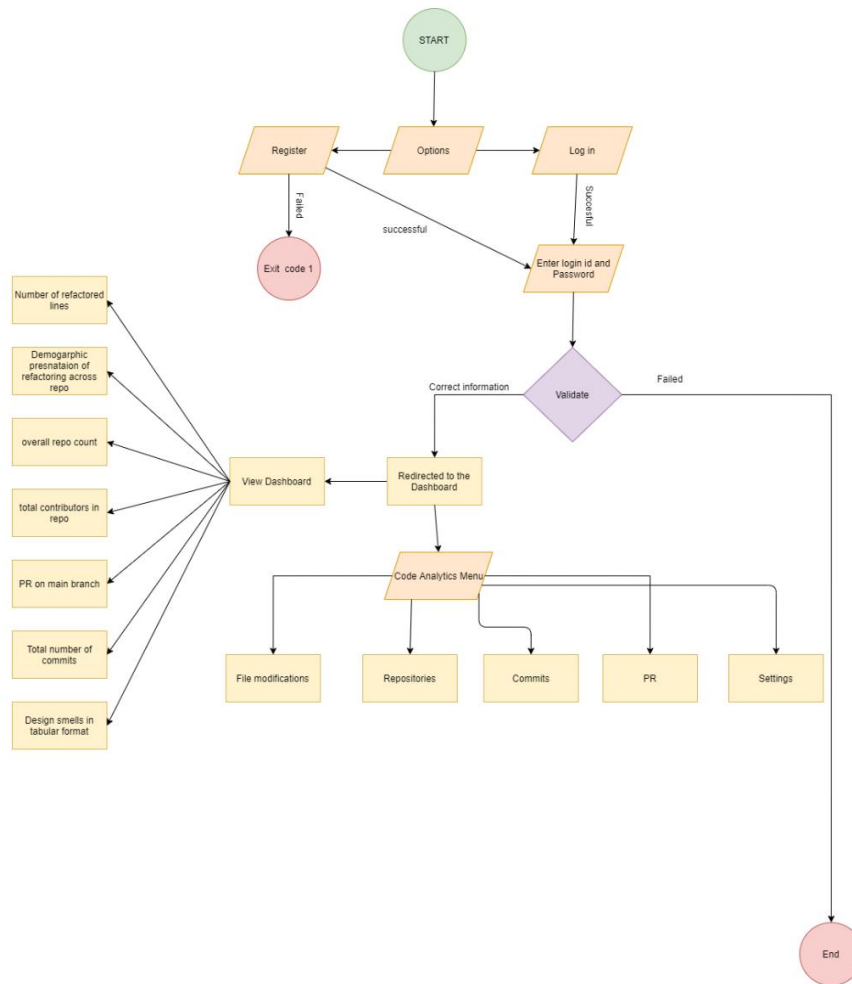 START
Register
Options
Log in
Failed
Succesful
successful
Exit  code 1
Enter login id and
Password
Number of refactored
lines
Demogarphic
presnataion of
refactoring across
repo
Correct information
Validate
Failed
overall repo count
View Dashboard
Redirected to the
Dashboard
total contributors in
repo
PR on main branch
Code Analytics Menu
Total number of
commits
File modifications
Repositories
Commits
PR
Settings
Design smells in
tabular format
End